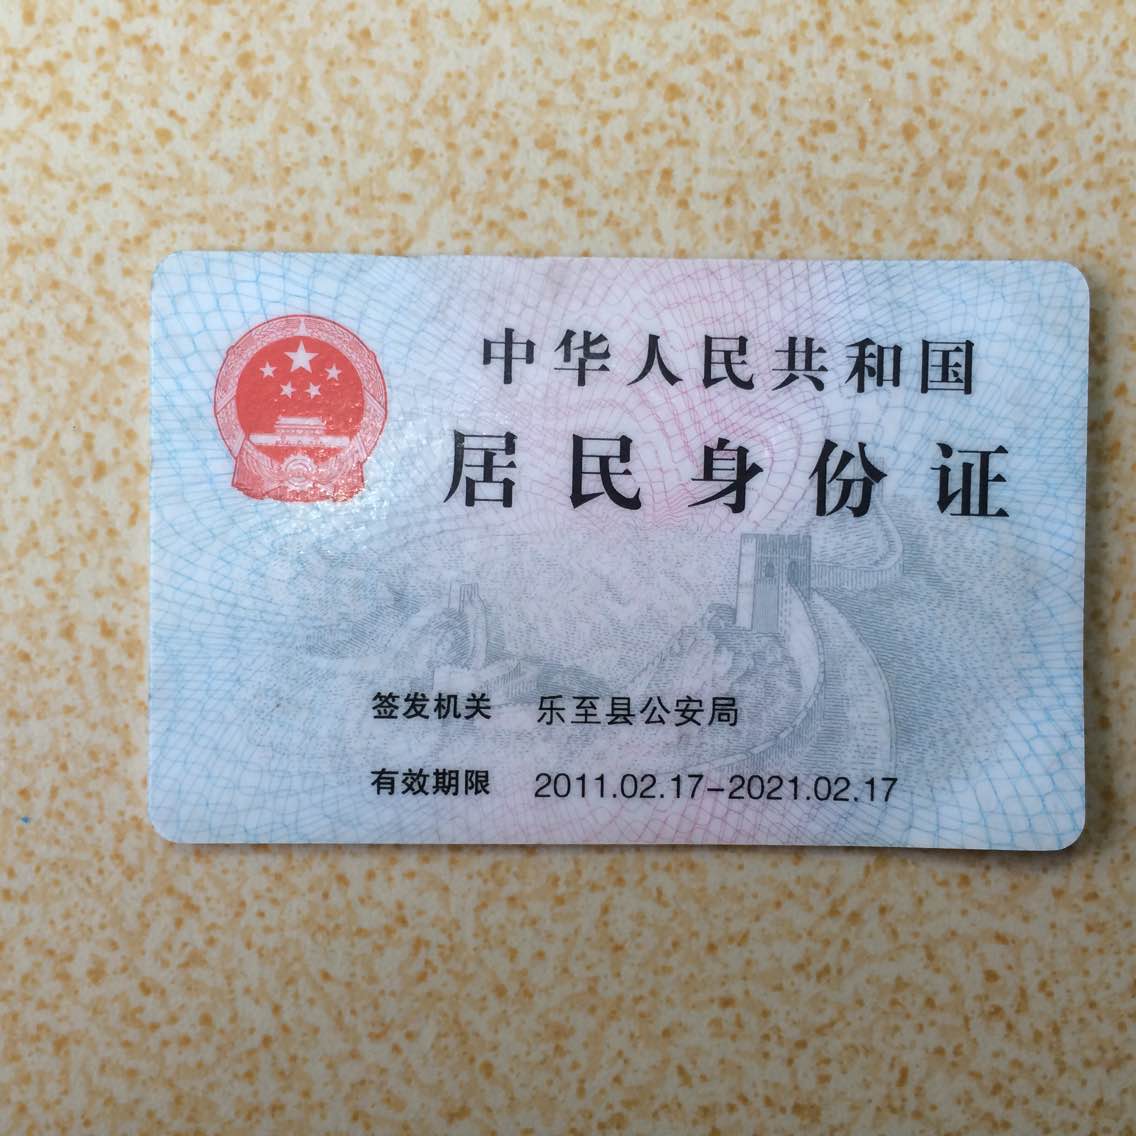 中华人民共和国
居民身份证
签发机关 乐至县公安局
有效期限 2011.02.17-2021.02.17